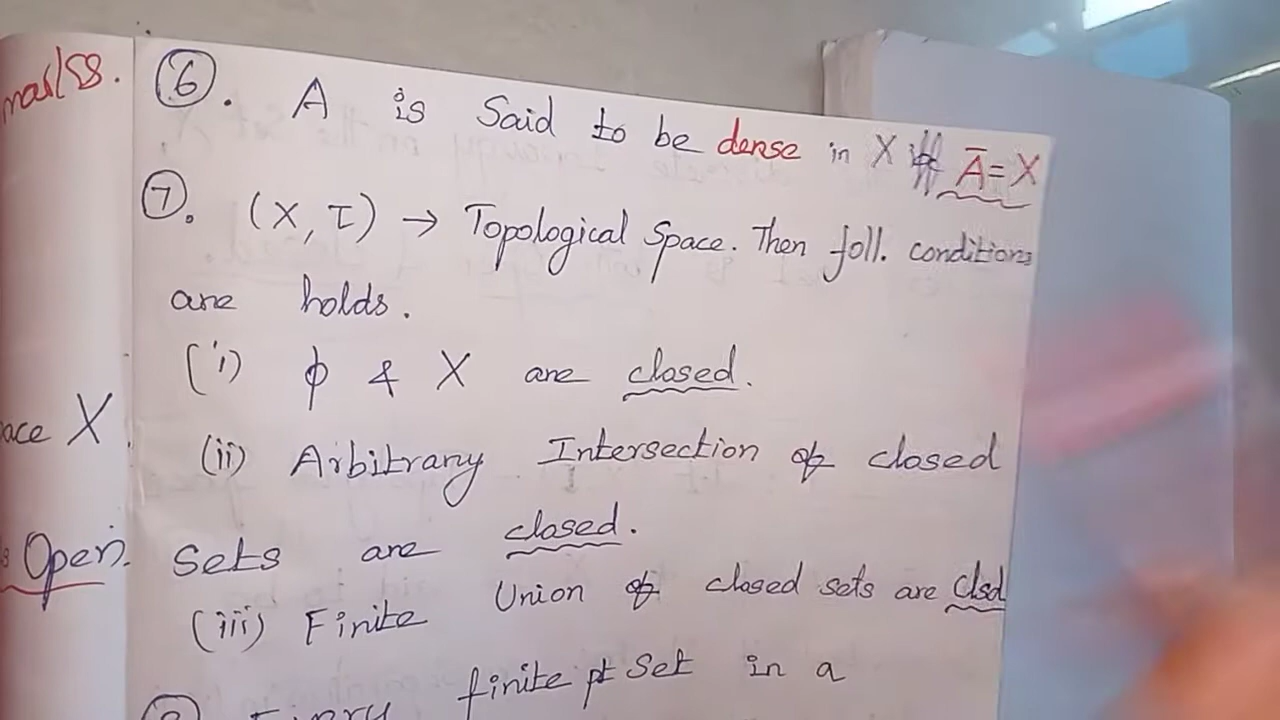 ⑥. A is Said to be dense in X iff Ā = X
⑦. (X, τ) → Topological Space. Then foll. conditions
are holds.
(i) ϕ & X are closed.
(ii) Arbitrary Intersection of closed
Sets are closed.
(iii) Finite Union of closed sets are clsd
Every finite pt Set in a
X
Open.